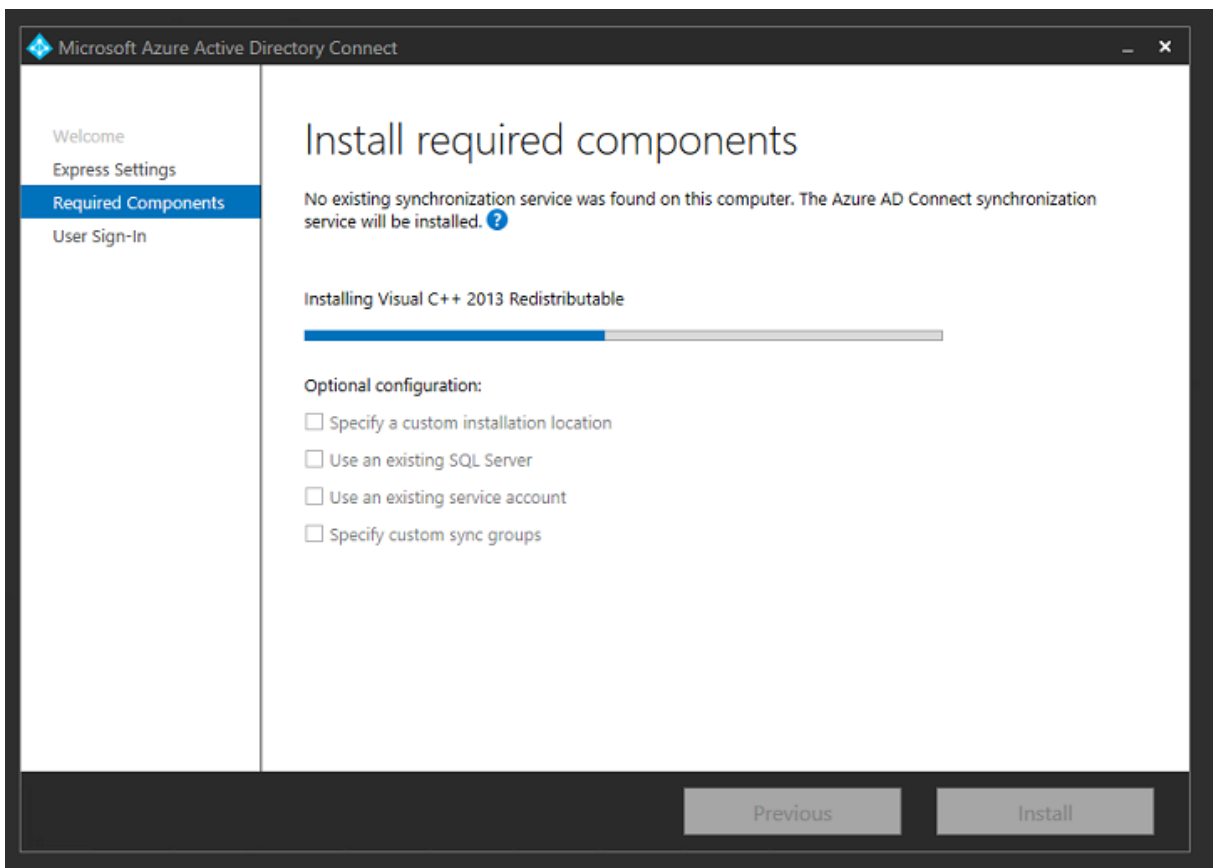 Microsoft Azure Active Directory Connect
Welcome
Express Settings
Required Components
User Sign-In
Install required components
No existing synchronization service was found on this computer. The Azure AD Connect synchronization
service will be installed. ?
Installing Visual C++ 2013 Redistributable
Optional configuration:
Specify a custom installation location
Use an existing SQL Server
Use an existing service account
Specify custom sync groups
Previous
Install